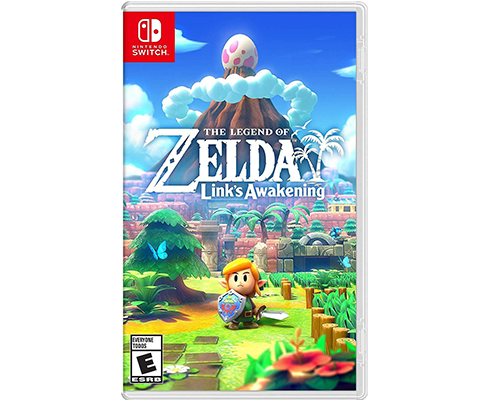 NINTENDO
SWITCH
THE LEGEND OF
ZELDA
Link's Awakening
EVERYONE
TODOS
E
ESRB